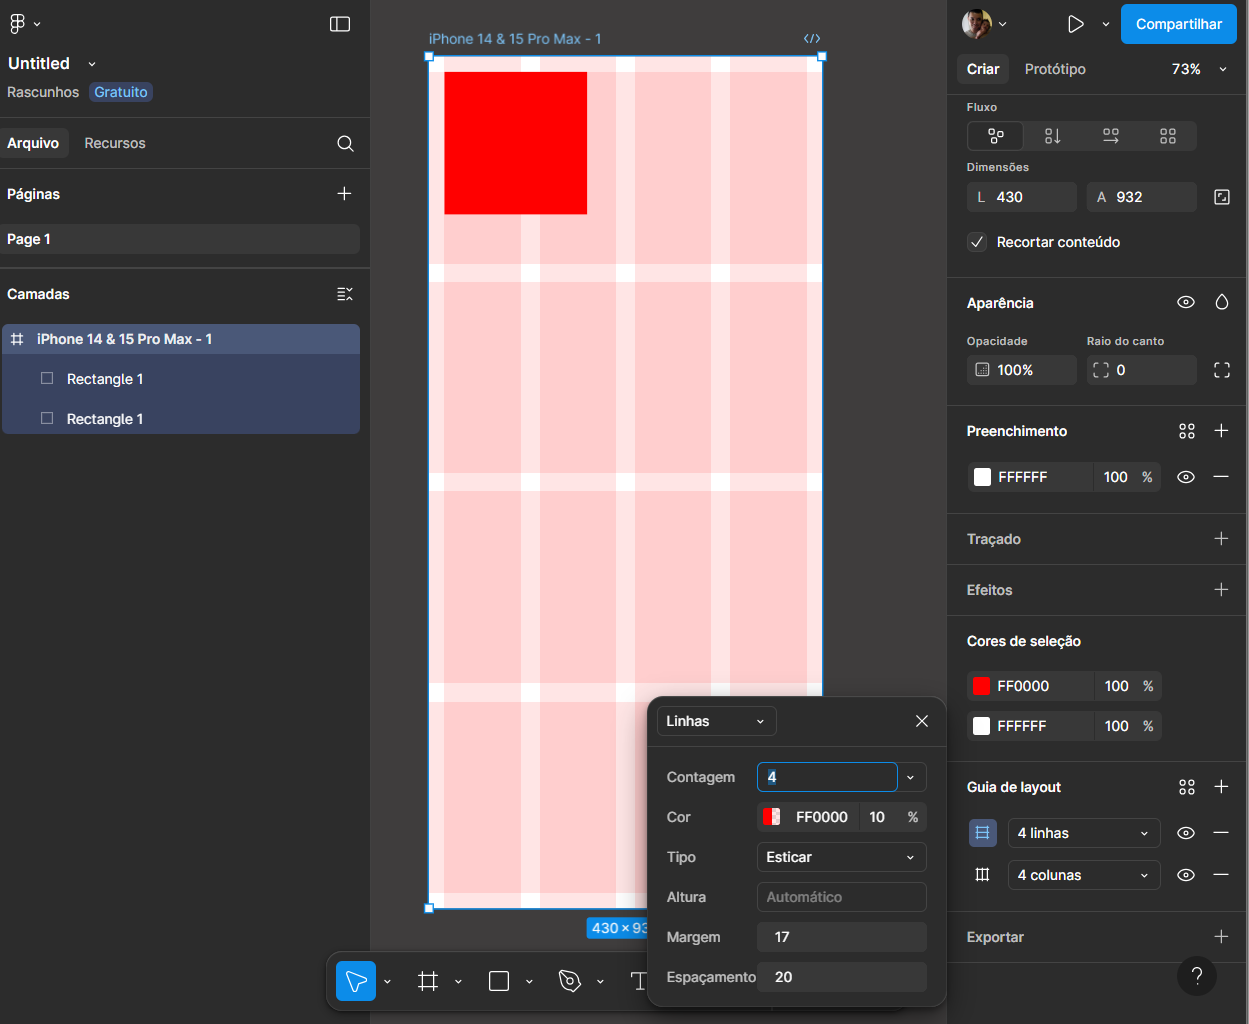 Untitled
Rascunhos Gratuito
Arquivo Recursos
Páginas
Page 1
Camadas
iPhone 14 & 15 Pro Max - 1
Rectangle 1
Rectangle 1
iPhone 14 & 15 Pro Max - 1
430 × 93
Linhas
Contagem 4
Cor FF0000 10 %
Tipo Esticar
Altura Automático
Margem 17
Espaçamento 20
T
Compartilhar
Criar Protótipo 73%
Fluxo
Dimensões
L 430 A 932
Recortar conteúdo
Aparência
Opacidade Raio do canto
100% 0
Preenchimento
FFFFFF 100 %
Traçado
Efeitos
Cores de seleção
FF0000 100 %
FFFFFF 100 %
Guia de layout
4 linhas
4 colunas
Exportar
?